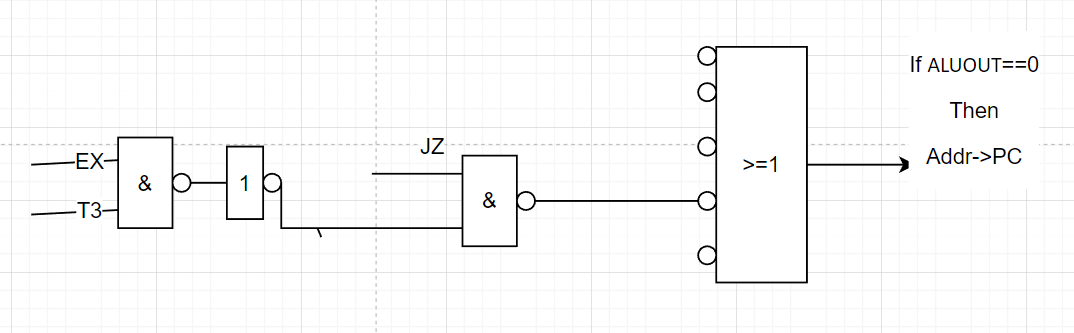 EX
T3
&
1
JZ
&
>=1
If ALUOUT==0
Then
Addr->PC